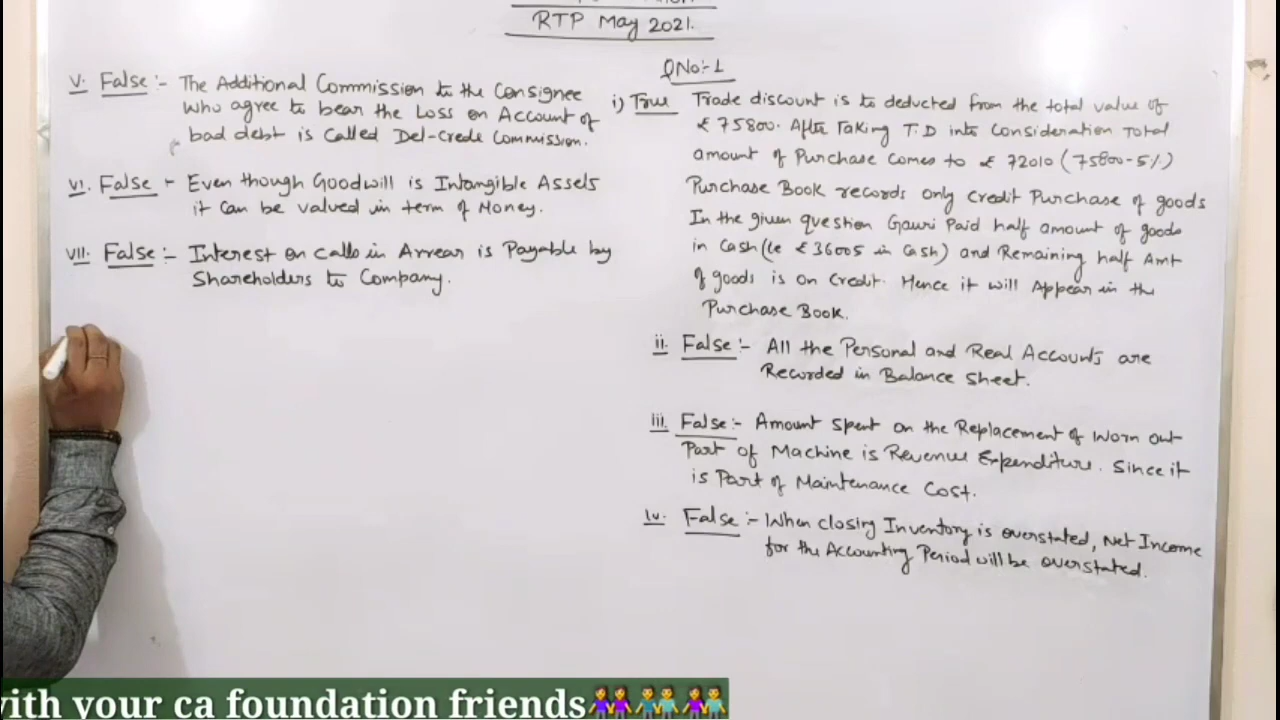 RTP May 2021.
QNo:-1
i) True Trade discount is to deducted from the total value of
₹ 75800. After Taking T.D into Consideration Total
amount of Purchase comes to ₹ 72010 (75800-5%)
Purchase Book records only credit Purchase of goods
In the given question Gauri Paid half amount of goods
in Cash (ie ₹ 36005 in Cash) and Remaining half Amt
of goods is on Credit. Hence it will Appear in the
Purchase Book.
ii. False:- All the Personal and Real Accounts are
Recorded in Balance Sheet.
iii. False:- Amount Spent on the Replacement of Worn out
Part of Machine is Revenue Expenditure. Since it
is Part of Maintenance Cost.
iv. False:- When closing Inventory is overstated, Net Income
for the Accounting Period will be overstated.
v. False:- The Additional Commission to the Consignee
who agree to bear the Loss on Account of
bad debt is Called Del-Crede Commission.
vi. False - Even though Goodwill is Intangible Assets
it can be valued in term of Money.
vii. False:- Interest on calls in Arrear is Payable by
Shareholders to Company.
with your ca foundation friends